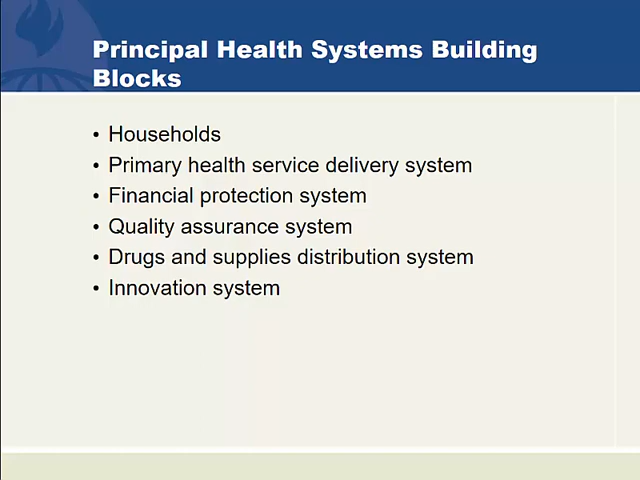 Principal Health Systems Building
Blocks
• Households
• Primary health service delivery system
• Financial protection system
• Quality assurance system
• Drugs and supplies distribution system
• Innovation system